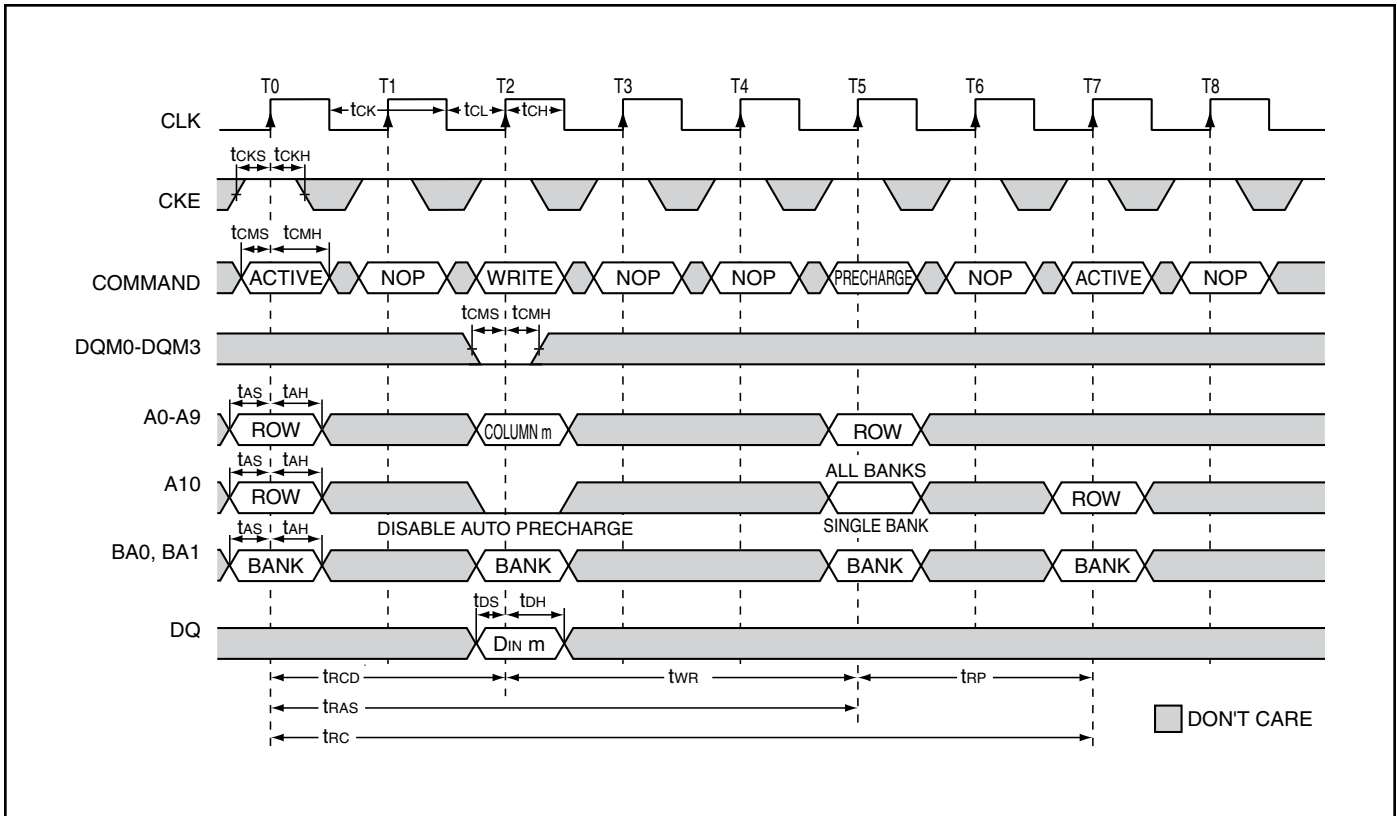 T0 T1 T2 T3 T4 T5 T6 T7 T8
CLK tCK tCL tCH
tCKS tCKH
CKE
tCMS tCMH
COMMAND ACTIVE NOP WRITE NOP NOP PRECHARGE NOP ACTIVE NOP
tCMS tCMH
DQM0-DQM3
tAS tAH
A0-A9 ROW COLUMN m ROW
tAS tAH ALL BANKS
A10 ROW ROW
tAS tAH DISABLE AUTO PRECHARGE SINGLE BANK
BA0, BA1 BANK BANK BANK BANK
tDS tDH
DQ DIN m
tRCD tWR tRP
tRAS
DON'T CARE
tRC